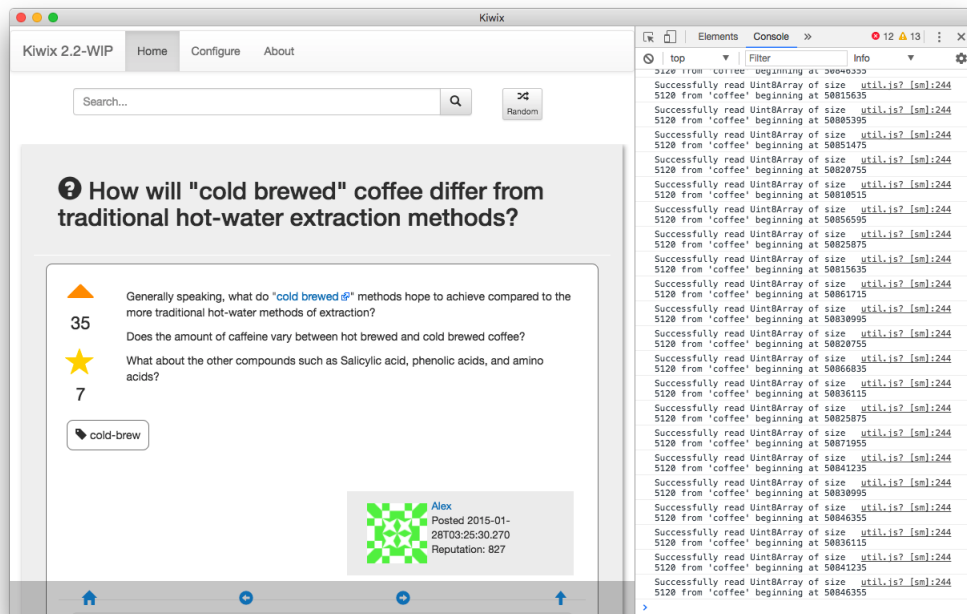 Kiwix
Kiwix 2.2-WIP
Home
Configure
About
Search...
Random
How will "cold brewed" coffee differ from
traditional hot-water extraction methods?
35
7
Generally speaking, what do "cold brewed" methods hope to achieve compared to the
more traditional hot-water methods of extraction?
Does the amount of caffeine vary between hot brewed and cold brewed coffee?
What about the other compounds such as Salicylic acid, phenolic acids, and amino
acids?
cold-brew
Alex
Posted 2015-01-
28T03:25:30.270
Reputation: 827
Elements
Console
12
13
top
Filter
Info
5120 from 'coffee' beginning at 50846355
Successfully read Uint8Array of size util.js? [sm]:244
5120 from 'coffee' beginning at 50815635
Successfully read Uint8Array of size util.js? [sm]:244
5120 from 'coffee' beginning at 50805395
Successfully read Uint8Array of size util.js? [sm]:244
5120 from 'coffee' beginning at 50851475
Successfully read Uint8Array of size util.js? [sm]:244
5120 from 'coffee' beginning at 50820755
Successfully read Uint8Array of size util.js? [sm]:244
5120 from 'coffee' beginning at 50810515
Successfully read Uint8Array of size util.js? [sm]:244
5120 from 'coffee' beginning at 50856595
Successfully read Uint8Array of size util.js? [sm]:244
5120 from 'coffee' beginning at 50825875
Successfully read Uint8Array of size util.js? [sm]:244
5120 from 'coffee' beginning at 50815635
Successfully read Uint8Array of size util.js? [sm]:244
5120 from 'coffee' beginning at 50861715
Successfully read Uint8Array of size util.js? [sm]:244
5120 from 'coffee' beginning at 50830995
Successfully read Uint8Array of size util.js? [sm]:244
5120 from 'coffee' beginning at 50820755
Successfully read Uint8Array of size util.js? [sm]:244
5120 from 'coffee' beginning at 50866835
Successfully read Uint8Array of size util.js? [sm]:244
5120 from 'coffee' beginning at 50836115
Successfully read Uint8Array of size util.js? [sm]:244
5120 from 'coffee' beginning at 50825875
Successfully read Uint8Array of size util.js? [sm]:244
5120 from 'coffee' beginning at 50871955
Successfully read Uint8Array of size util.js? [sm]:244
5120 from 'coffee' beginning at 50841235
Successfully read Uint8Array of size util.js? [sm]:244
5120 from 'coffee' beginning at 50830995
Successfully read Uint8Array of size util.js? [sm]:244
5120 from 'coffee' beginning at 50846355
Successfully read Uint8Array of size util.js? [sm]:244
5120 from 'coffee' beginning at 50836115
Successfully read Uint8Array of size util.js? [sm]:244
5120 from 'coffee' beginning at 50841235
Successfully read Uint8Array of size util.js? [sm]:244
5120 from 'coffee' beginning at 50846355